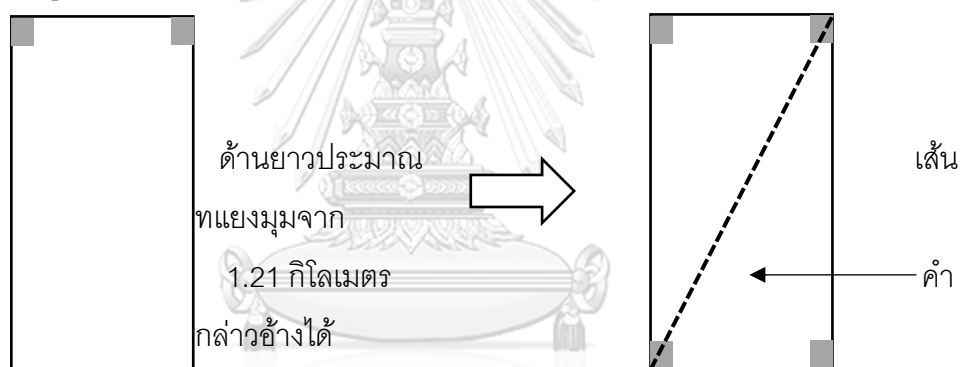 ด้านยาวประมาณ เส้น
ทแยงมุมจาก
1.21 กิโลเมตร คำ
กล่าวอ้างได้